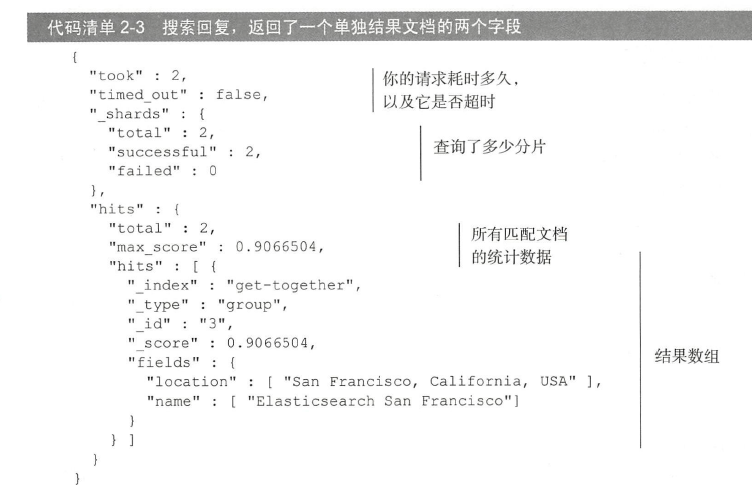 代码清单 2-3 搜索回复，返回了一个单独结果文档的两个字段
{
"took" : 2,
"timed_out" : false,
你的请求耗时多久，
以及它是否超时
"_shards" : {
"total" : 2,
"successful" : 2,
"failed" : 0
查询了多少分片
},
"hits" : {
"total" : 2,
"max_score" : 0.9066504,
所有匹配文档
的统计数据
"hits" : [ {
"_index" : "get-together",
"_type" : "group",
"_id" : "3",
"_score" : 0.9066504,
"fields" : {
"location" : [ "San Francisco, California, USA" ],
"name" : [ "Elasticsearch San Francisco"]
}
} ]
结果数组
}
}